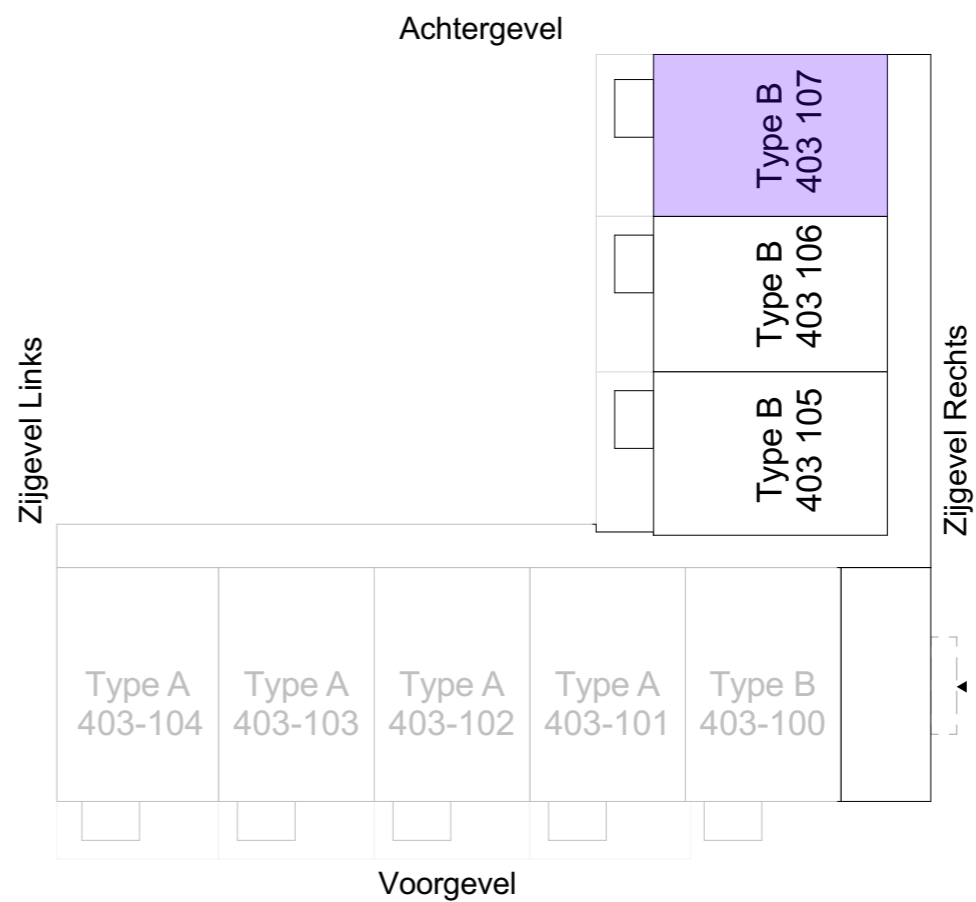 Achtergevel
Type B
403 107
Type B
403 106
Type B
403 105
Zijgevel Links
Zijgevel Rechts
Type A
403-104
Type A
403-103
Type A
403-102
Type A
403-101
Type B
403-100
Voorgevel